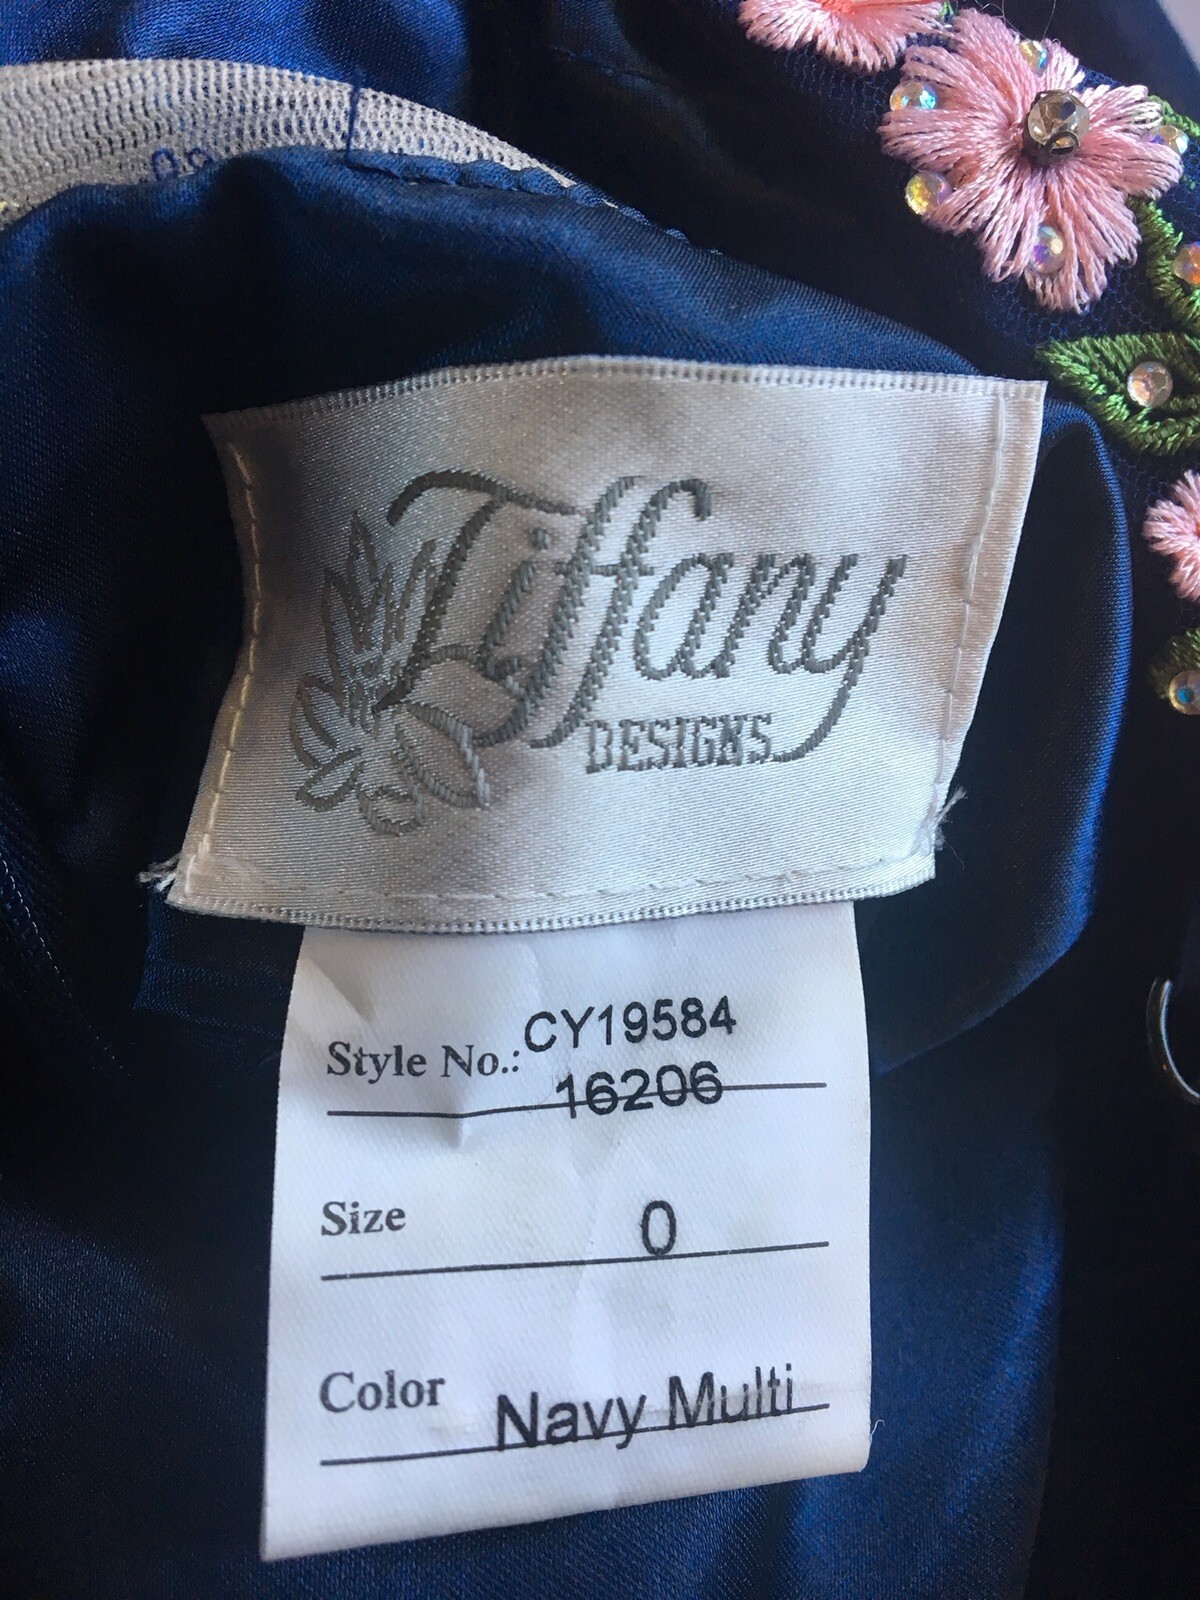 Tiffany
DESIGNS
Style No.: CY19584
16206
Size 0
Color Navy Multi